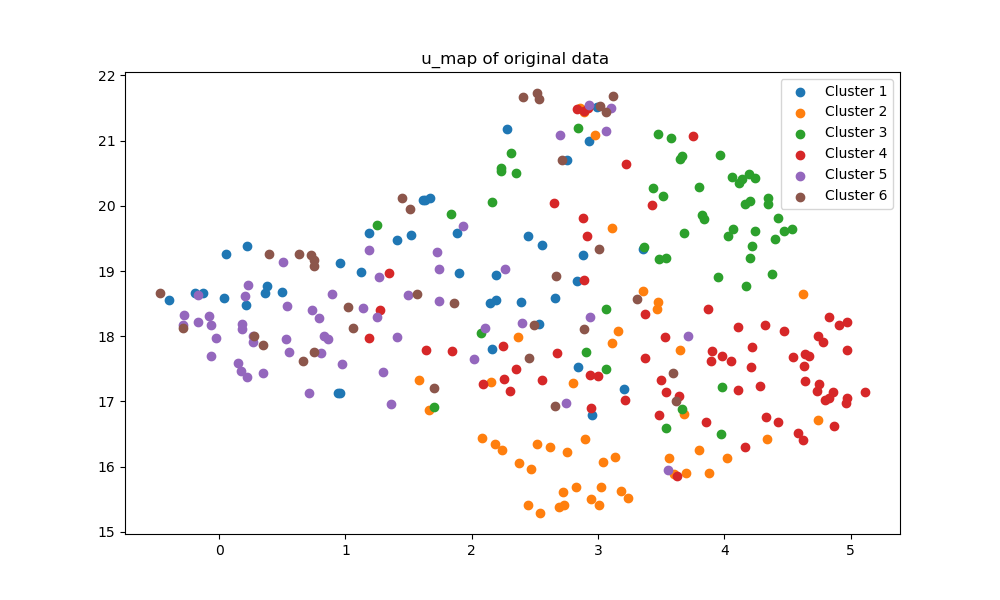 u_map of original data
22
21
20
19
18
17
16
15
0
1
2
3
4
5
Cluster 1
Cluster 2
Cluster 3
Cluster 4
Cluster 5
Cluster 6